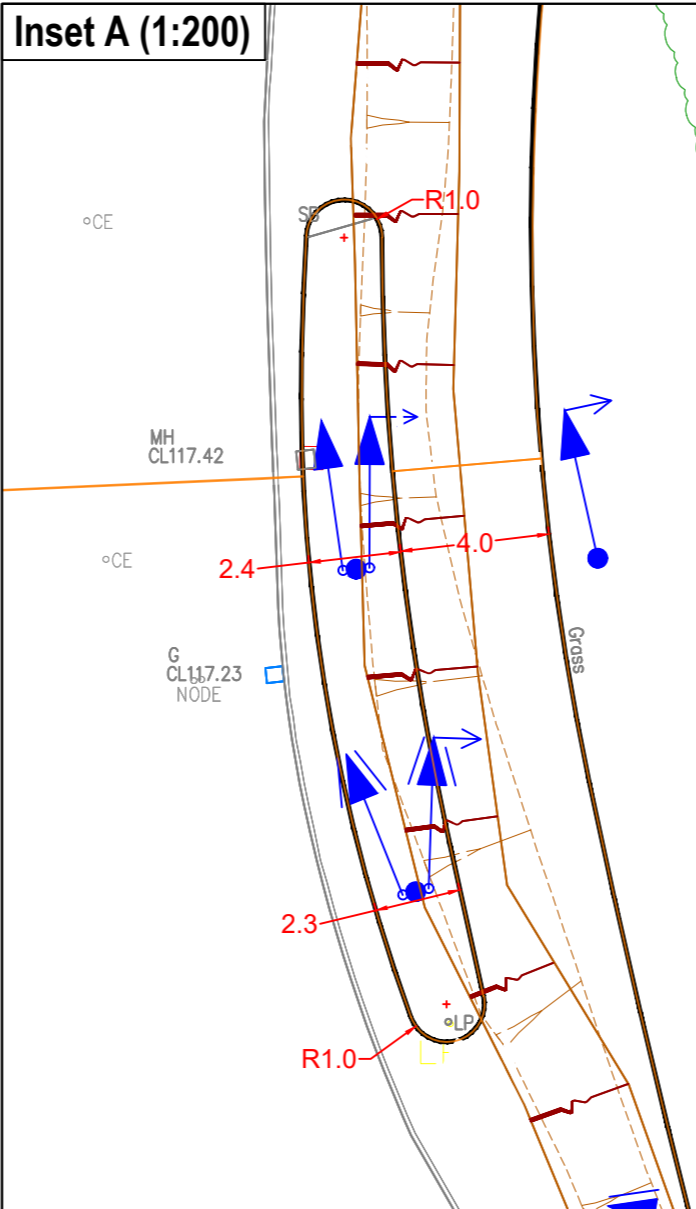 Inset A (1:200)
SB
R1.0
CE
MH
CL117.42
CE
2.4
4.0
G
CL117.23
NODE
Grass
2.3
LP
R1.0